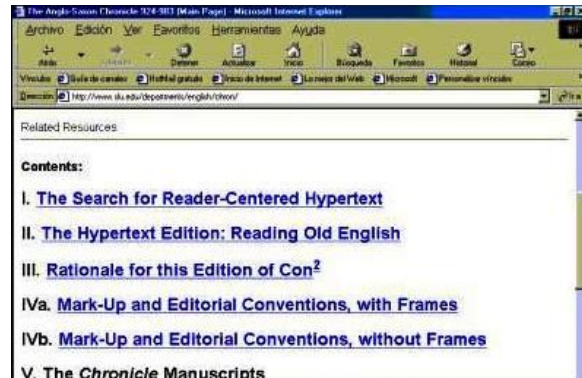 The Anglo-Saxon Chronicle 924-983 (Main Page) - Microsoft Internet Explorer
Archivo Edición Ver Favoritos Herramientas Ayuda
Atrás Detener Actualizar Inicio Búsqueda Favoritos Historial Correo
Vínculos Guía de canales HotMail gratuito Inicio de Internet Lo mejor del Web Microsoft Personalizar vínculos
Dirección http://www.slu.edu/departments/english/chron/ Ir a
Related Resources
Contents:
I. The Search for Reader-Centered Hypertext
II. The Hypertext Edition: Reading Old English
III. Rationale for this Edition of Con²
IVa. Mark-Up and Editorial Conventions, with Frames
IVb. Mark-Up and Editorial Conventions, without Frames
V. The Chronicle Manuscripts